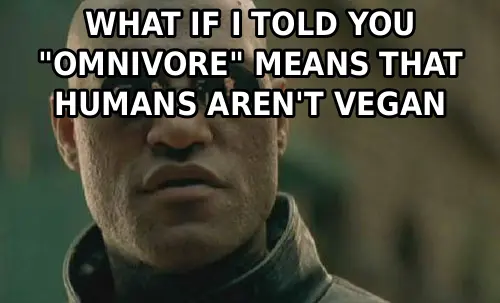 WHAT IF I TOLD YOU
"OMNIVORE" MEANS THAT
HUMANS AREN'T VEGAN